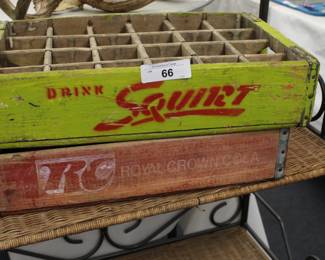 66
DRINK SQUIRT
RC ROYAL CROWN COLA